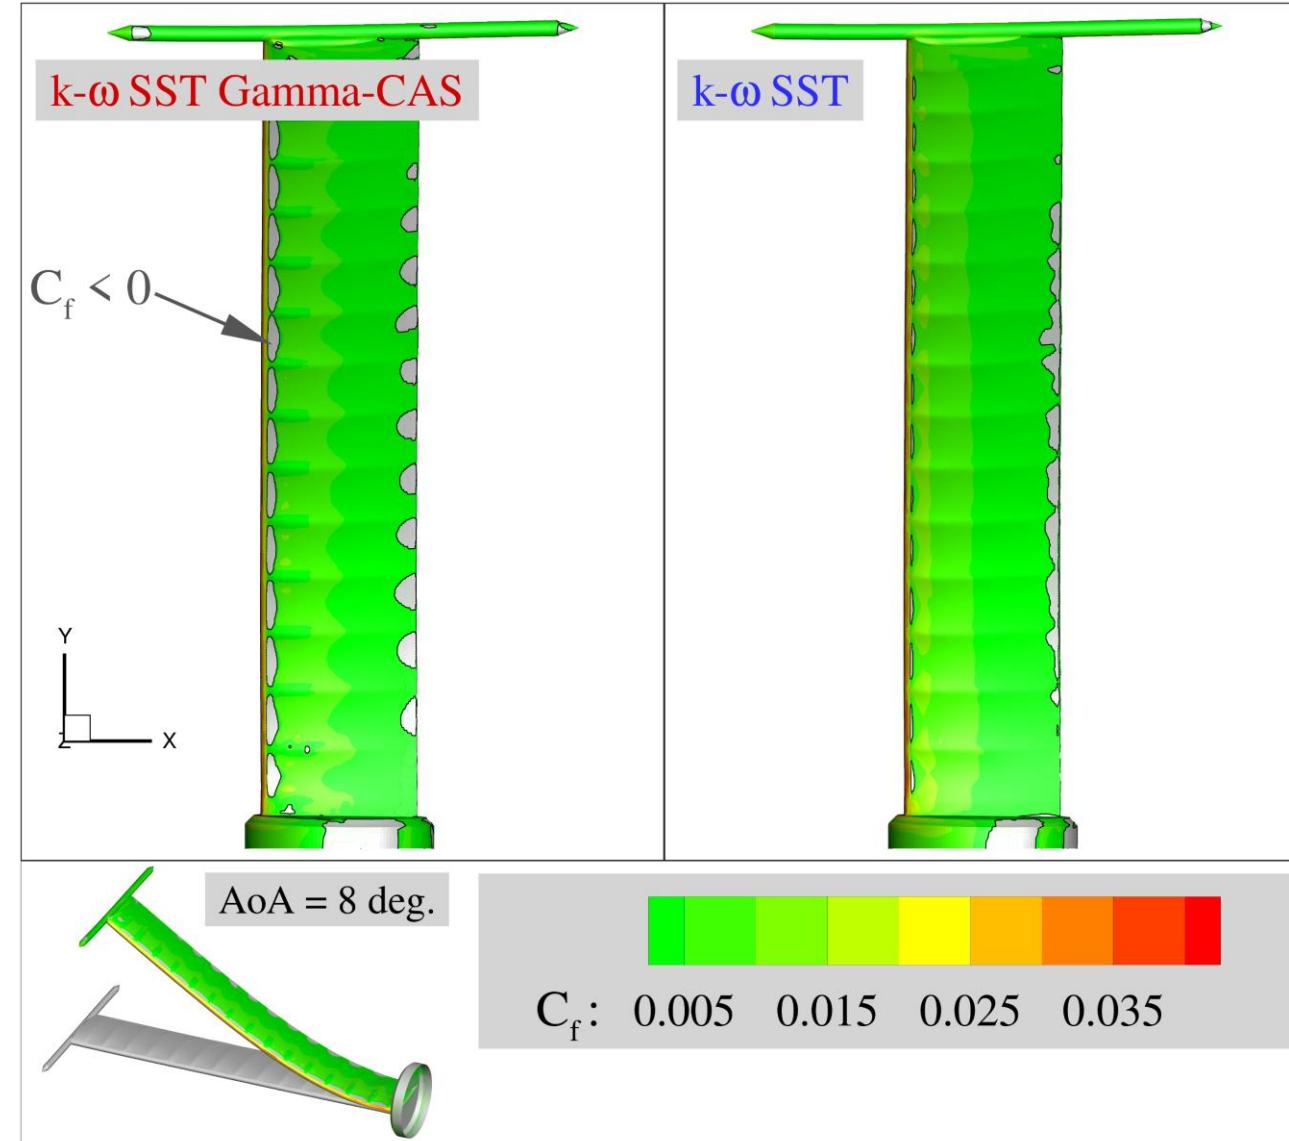 k-ω SST Gamma-CAS
k-ω SST
Cf < 0
Y
Z
X
AoA = 8 deg.
Cf : 0.005 0.015 0.025 0.035